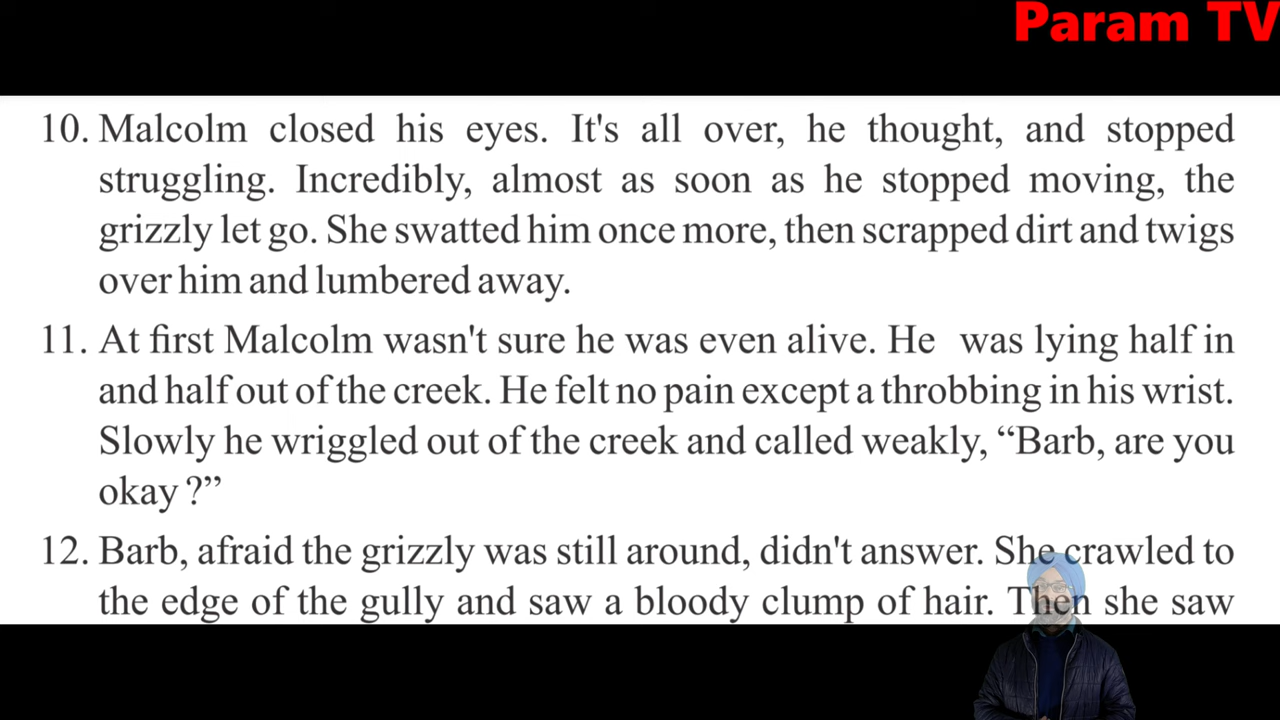 Param TV
10. Malcolm closed his eyes. It's all over, he thought, and stopped
struggling. Incredibly, almost as soon as he stopped moving, the
grizzly let go. She swatted him once more, then scrapped dirt and twigs
over him and lumbered away.
11. At first Malcolm wasn't sure he was even alive. He was lying half in
and half out of the creek. He felt no pain except a throbbing in his wrist.
Slowly he wriggled out of the creek and called weakly, “Barb, are you
okay ?”
12. Barb, afraid the grizzly was still around, didn't answer. She crawled to
the edge of the gully and saw a bloody clump of hair. Then she saw